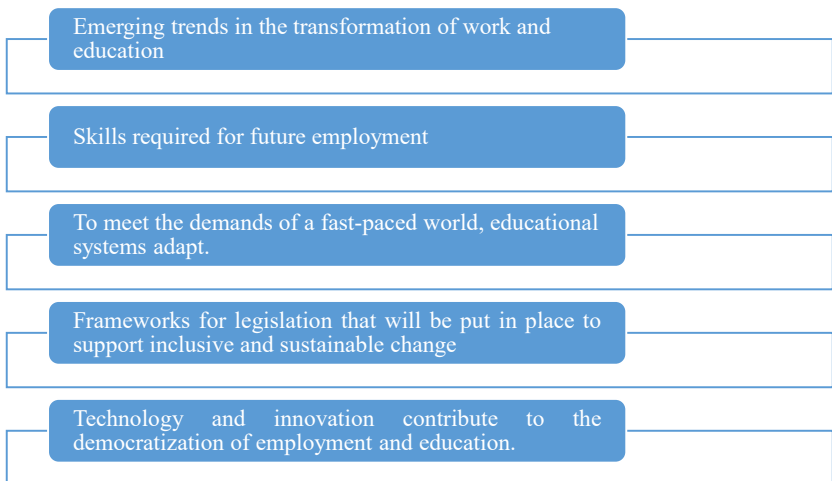 Emerging trends in the transformation of work and
education
Skills required for future employment
To meet the demands of a fast-paced world, educational
systems adapt.
Frameworks for legislation that will be put in place to
support inclusive and sustainable change
Technology and innovation contribute to the
democratization of employment and education.